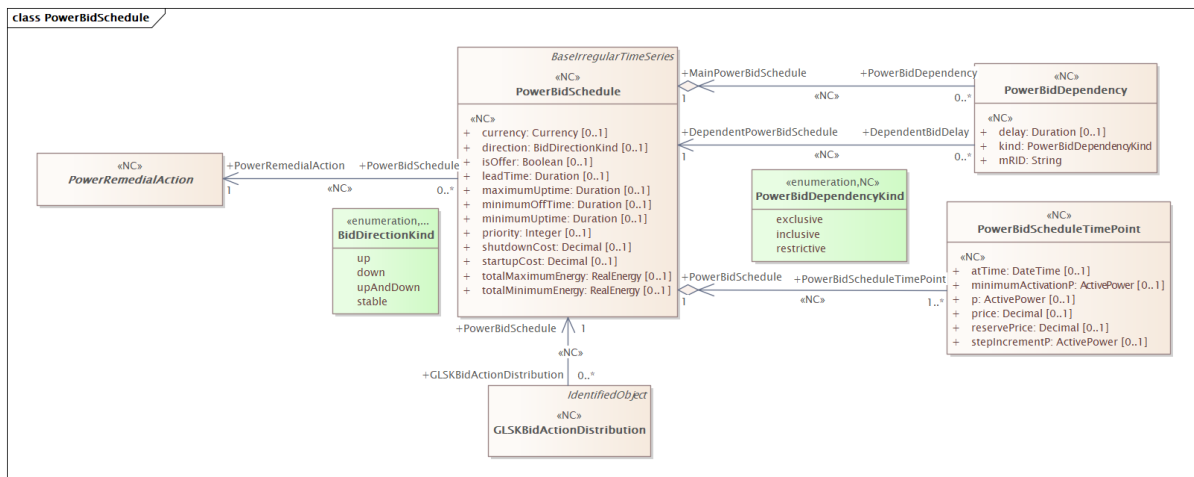 class PowerBidSchedule
BaseIrregularTimeSeries
«NC»
PowerBidSchedule
«NC»
+ currency: Currency [0..1]
+ direction: BidDirectionKind [0..1]
+ isOffer: Boolean [0..1]
+ leadTime: Duration [0..1]
+ maximumUptime: Duration [0..1]
+ minimumOffTime: Duration [0..1]
+ minimumUptime: Duration [0..1]
+ priority: Integer [0..1]
+ shutdownCost: Decimal [0..1]
+ startupCost: Decimal [0..1]
+ totalMaximumEnergy: RealEnergy [0..1]
+ totalMinimumEnergy: RealEnergy [0..1]
+MainPowerBidSchedule
+PowerBidDependency
1
«NC»
0..*
«NC»
PowerBidDependency
«NC»
+ delay: Duration [0..1]
+ kind: PowerBidDependencyKind
+ mRID: String
+DependentPowerBidSchedule
+DependentBidDelay
1
«NC»
0..*
«NC»
PowerRemedialAction
+PowerRemedialAction
+PowerBidSchedule
1
«NC»
0..*
«enumeration,...
BidDirectionKind
up
down
upAndDown
stable
«enumeration,NC»
PowerBidDependencyKind
exclusive
inclusive
restrictive
«NC»
PowerBidScheduleTimePoint
«NC»
+ atTime: DateTime [0..1]
+ minimumActivationP: ActivePower [0..1]
+ p: ActivePower [0..1]
+ price: Decimal [0..1]
+ reservePrice: Decimal [0..1]
+ stepIncrementP: ActivePower [0..1]
+PowerBidSchedule
+PowerBidScheduleTimePoint
1
«NC»
1..*
+PowerBidSchedule
1
«NC»
+GLSKBidActionDistribution
0..*
IdentifiedObject
«NC»
GLSKBidActionDistribution